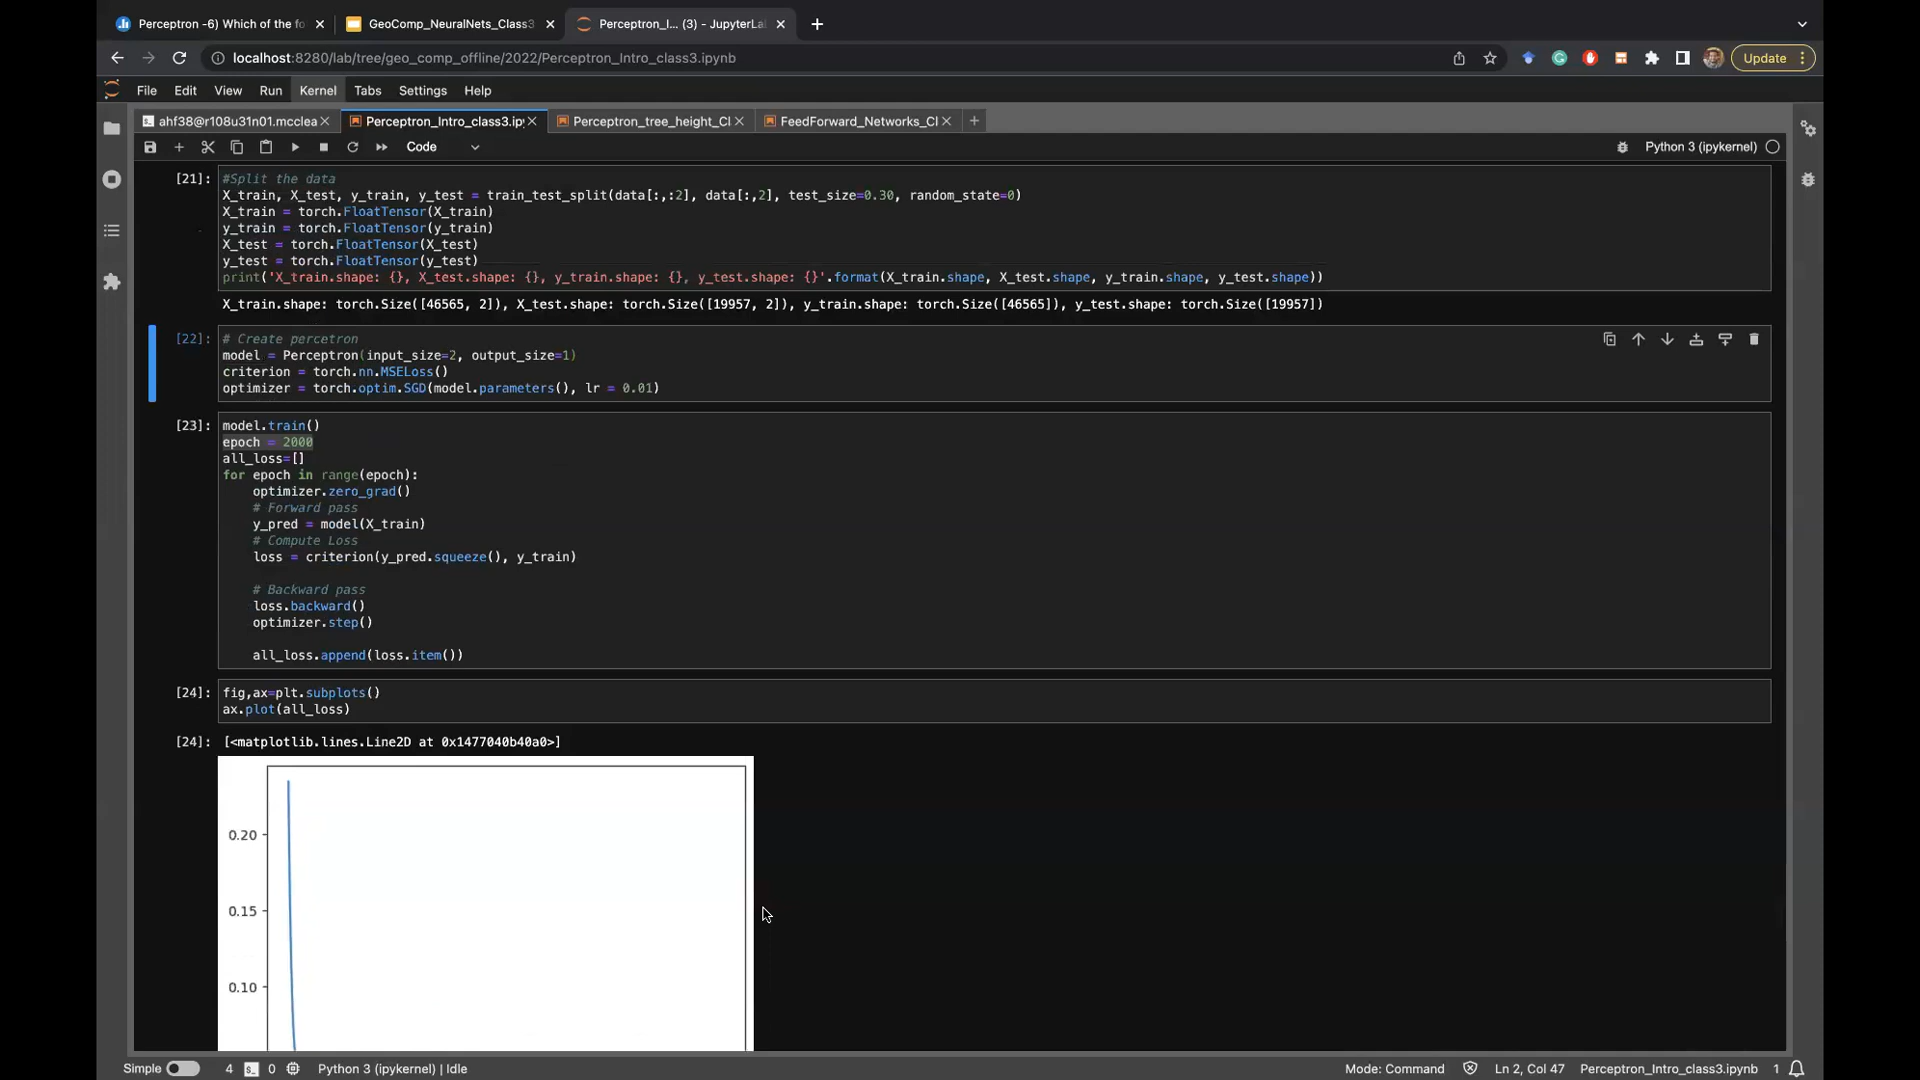 Perceptron -6) Which of the fo
GeoComp_NeuralNets_Class3
Perceptron_I... (3) - JupyterLa
localhost:8280/lab/tree/geo_comp_offline/2022/Perceptron_Intro_class3.ipynb
Update
File Edit View Run Kernel Tabs Settings Help
ahf38@r108u31n01.mcclea
Perceptron_Intro_class3.ipy
Perceptron_tree_height_Cl
FeedForward_Networks_Cl
Code
Python 3 (ipykernel)
[21]: #Split the data
X_train, X_test, y_train, y_test = train_test_split(data[:,:2], data[:,2], test_size=0.30, random_state=0)
X_train = torch.FloatTensor(X_train)
y_train = torch.FloatTensor(y_train)
X_test = torch.FloatTensor(X_test)
y_test = torch.FloatTensor(y_test)
print('X_train.shape: {}, X_test.shape: {}, y_train.shape: {}, y_test.shape: {}'.format(X_train.shape, X_test.shape, y_train.shape, y_test.shape))
X_train.shape: torch.Size([46565, 2]), X_test.shape: torch.Size([19957, 2]), y_train.shape: torch.Size([46565]), y_test.shape: torch.Size([19957])
[22]: # Create percetron
model = Perceptron(input_size=2, output_size=1)
criterion = torch.nn.MSELoss()
optimizer = torch.optim.SGD(model.parameters(), lr = 0.01)
[23]: model.train()
epoch = 2000
all_loss=[]
for epoch in range(epoch):
optimizer.zero_grad()
# Forward pass
y_pred = model(X_train)
# Compute Loss
loss = criterion(y_pred.squeeze(), y_train)
# Backward pass
loss.backward()
optimizer.step()
all_loss.append(loss.item())
[24]: fig,ax=plt.subplots()
ax.plot(all_loss)
[24]: [<matplotlib.lines.Line2D at 0x1477040b40a0>]
0.20
0.15
0.10
Simple 4 0 Python 3 (ipykernel) | Idle Mode: Command Ln 2, Col 47 Perceptron_Intro_class3.ipynb 1